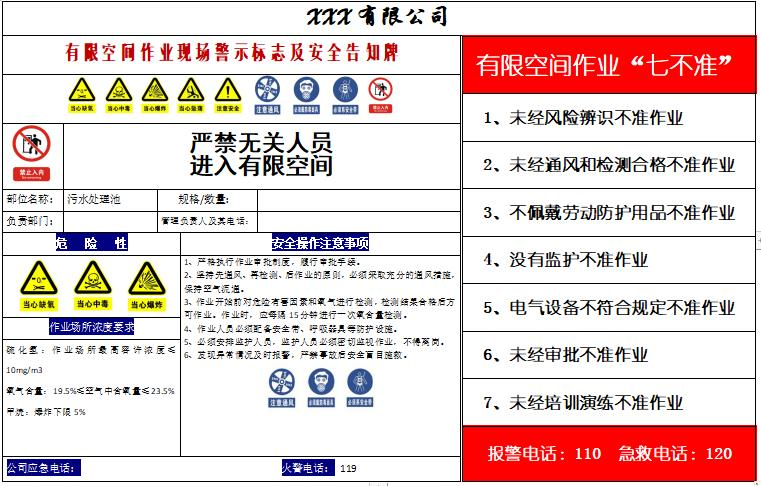 XXX有限公司
有限空间作业现场警示标志及安全告知牌
当心缺氧 当心中毒 当心爆炸 当心坠落 注意安全 注意通风 必须戴防毒面具 必须系安全带 禁止入内
禁止入内
严禁无关人员
进入有限空间
部位名称: 污水处理池 规格/数量:
负责部门: 管理负责人及其电话:
危 险 性
当心缺氧 当心中毒 当心爆炸
作业场所浓度要求
硫化氢:作业场所最高容许浓度≤
10mg/m3
氧气含量: 19.5%≤空气中含氧量≤23.5%
甲烷: 爆炸下限 5%
安全操作注意事项
1、严格执行作业审批制度,履行审批手续。
2、坚持先通风、再检测、后作业的原则,必须采取充分的通风措施,
保持空气流通。
3、作业开始前对危险有害因素和氧气进行检测,检测结果合格后方
可作业。作业时,应每隔15分钟进行一次氧含量检测。
4、作业人员必须配备安全带、呼吸器具等防护设施。
5、必须安排监护人员,监护人员必须密切监视作业,不得离岗。
6、发现异常情况及时报警,严禁事故后安全盲目施救。
注意通风 必须戴防毒面具 必须系安全带
公司应急电话: 火警电话: 119
有限空间作业“七不准”
1、未经风险辨识不准作业
2、未经通风和检测合格不准作业
3、不佩戴劳动防护用品不准作业
4、没有监护不准作业
5、电气设备不符合规定不准作业
6、未经审批不准作业
7、未经培训演练不准作业
报警电话: 110 急救电话: 120